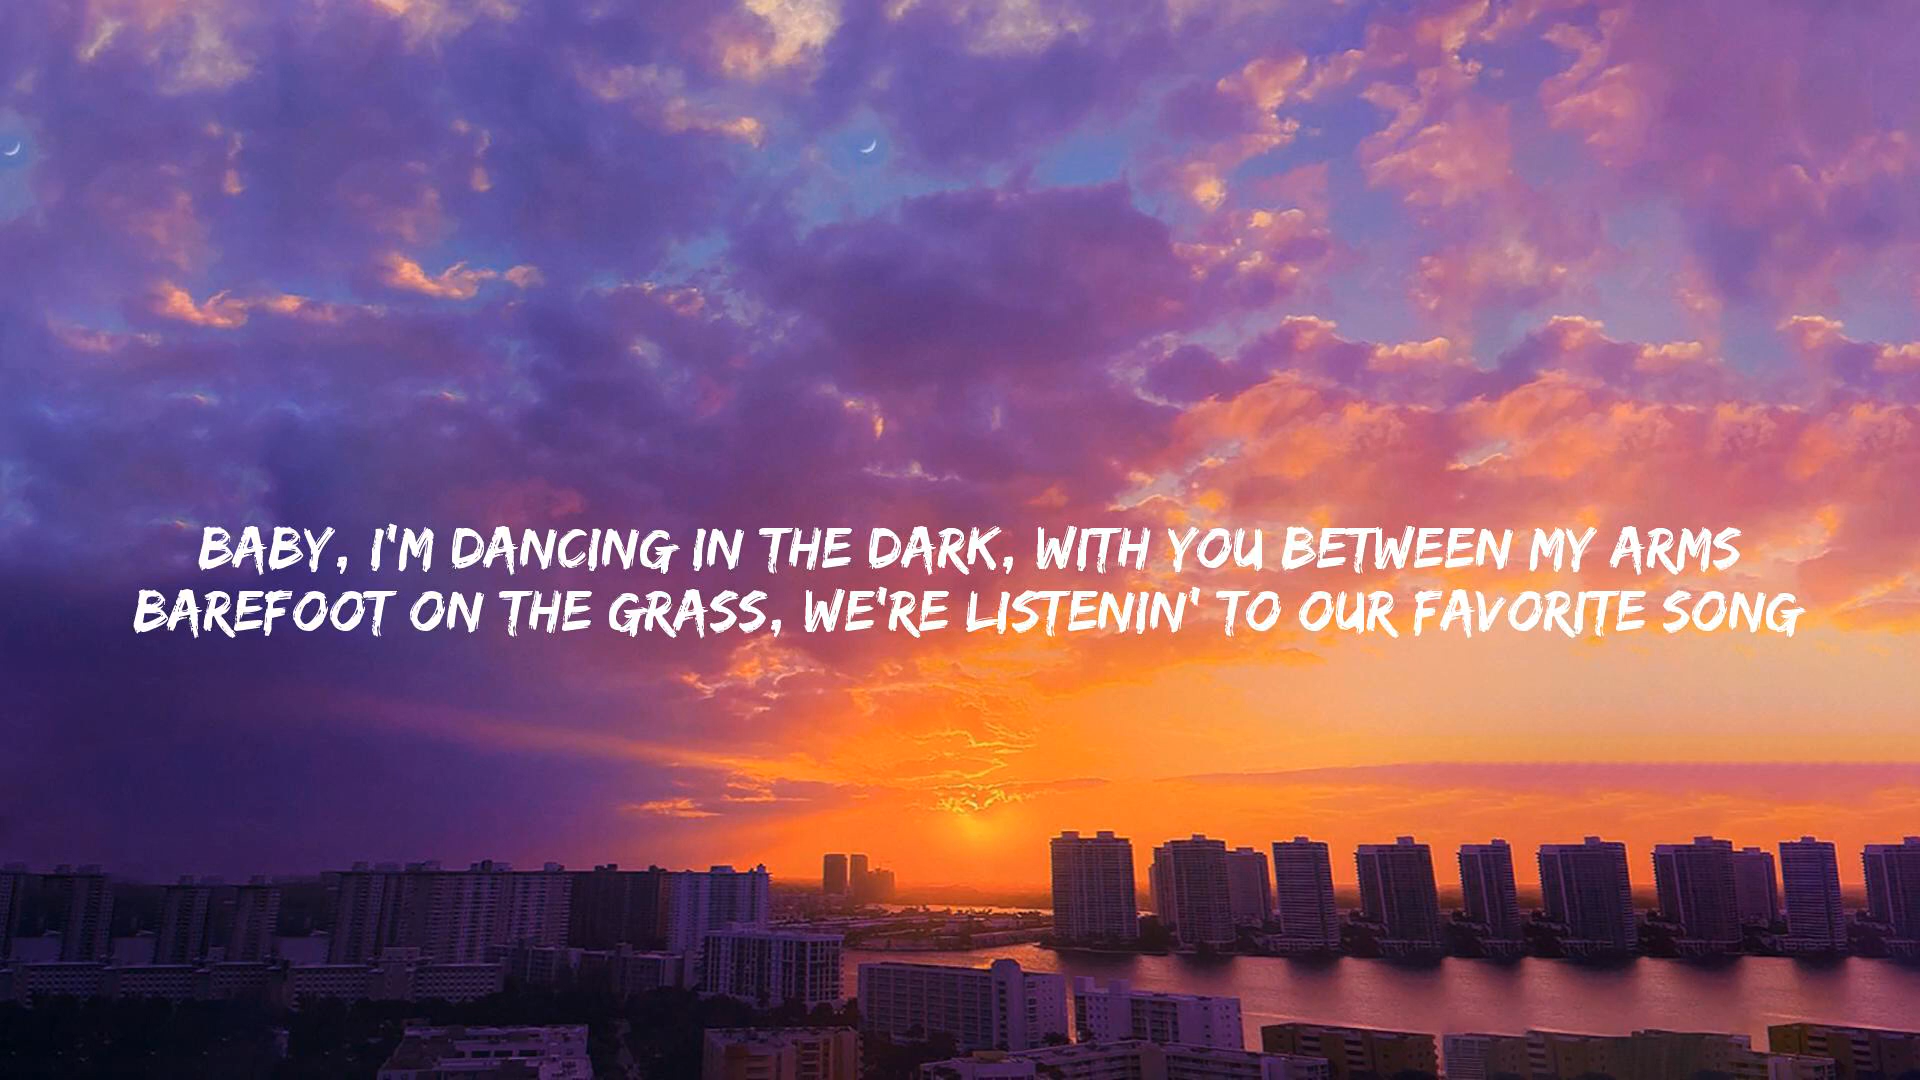 BABY, I'M DANCING IN THE DARK, WITH YOU BETWEEN MY ARMS
BAREFOOT ON THE GRASS, WE'RE LISTENIN' TO OUR FAVORITE SONG